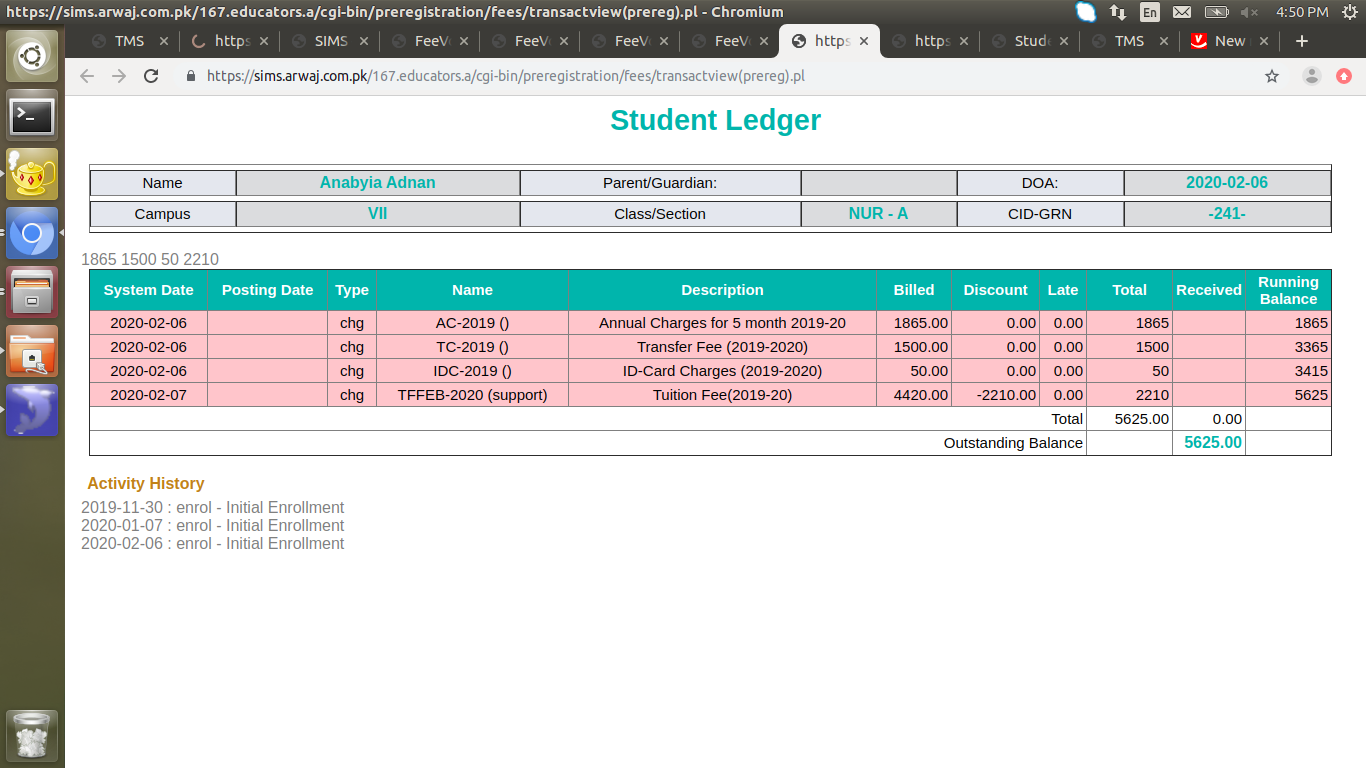 https://sims.arwaj.com.pk/167.educators.a/cgi-bin/preregistration/fees/transactview(prereg).pl - Chromium
En 4:50 PM
TMS https SIMS FeeV FeeV FeeV FeeV https https Stud TMS New
https://sims.arwaj.com.pk/167.educators.a/cgi-bin/preregistration/fees/transactview(prereg).pl
Student Ledger
Name Anabyia Adnan Parent/Guardian: DOA: 2020-02-06
Campus VII Class/Section NUR - A CID-GRN -241-
1865 1500 50 2210
System Date Posting Date Type Name Description Billed Discount Late Total Received Running Balance
2020-02-06 chg AC-2019 () Annual Charges for 5 month 2019-20 1865.00 0.00 0.00 1865 1865
2020-02-06 chg TC-2019 () Transfer Fee (2019-2020) 1500.00 0.00 0.00 1500 3365
2020-02-06 chg IDC-2019 () ID-Card Charges (2019-2020) 50.00 0.00 0.00 50 3415
2020-02-07 chg TFFEB-2020 (support) Tuition Fee(2019-20) 4420.00 -2210.00 0.00 2210 5625
Total 5625.00 0.00
Outstanding Balance 5625.00
Activity History
2019-11-30 : enrol - Initial Enrollment
2020-01-07 : enrol - Initial Enrollment
2020-02-06 : enrol - Initial Enrollment